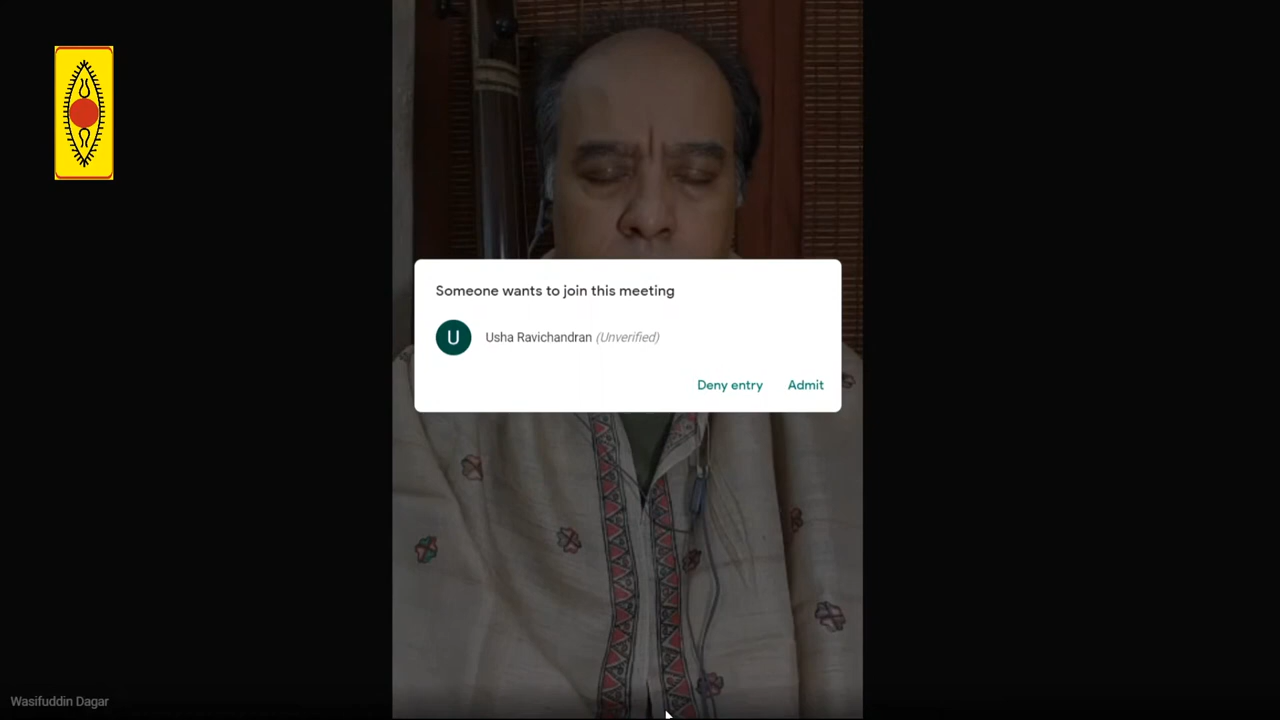 Someone wants to join this meeting
U
Usha Ravichandran (Unverified)
Deny entry Admit
Wasifuddin Dagar